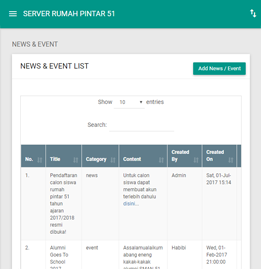 SERVER RUMAH PINTAR 51
NEWS & EVENT
NEWS & EVENT LIST
Add News / Event
Show 10 entries
Search:
No. Title Category Content Created By Created On
1. Pendaftaran calon siswa rumah pintar 51 tahun ajaran 2017/2018 resmi dibuka! news Untuk calon siswa dapat membuat akun terlebih dahulu disini... Admin Sat, 01-Jul-2017 15:14
2. Alumni Goes To School event Assalamualaikum abang eneng kakak-kakak Habibi Wed, 01-Feb-2017 21:00:00